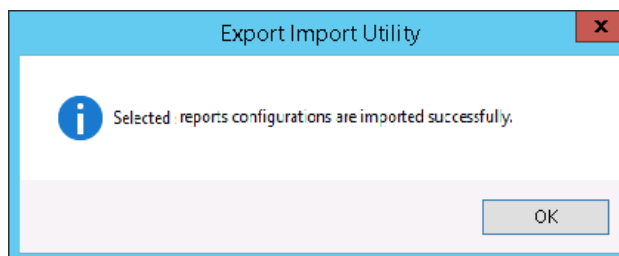 Export Import Utility
x
Selected reports configurations are imported successfully.
OK